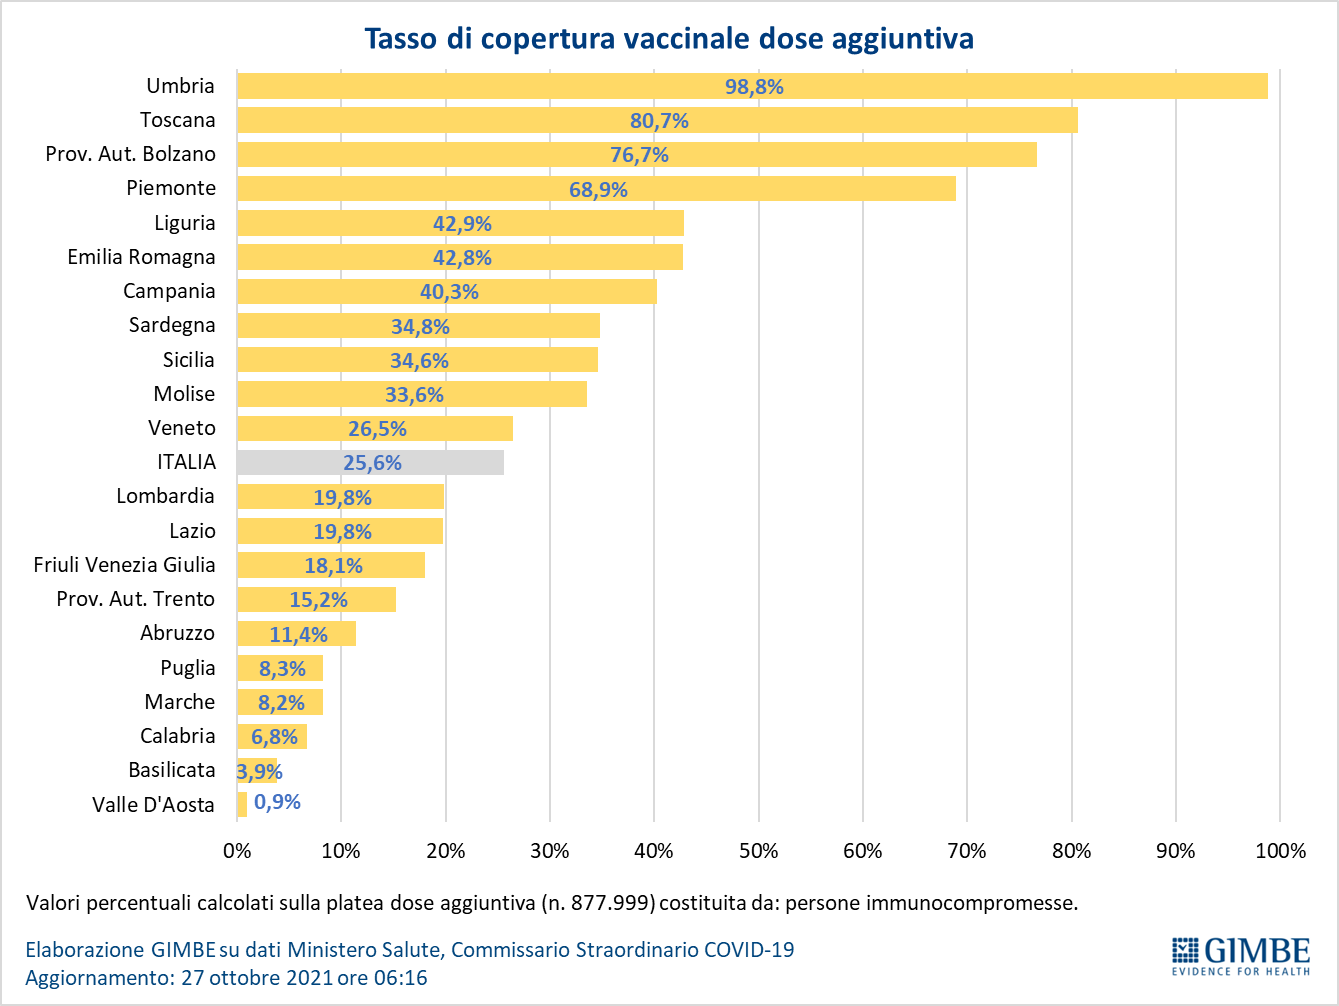 Tasso di copertura vaccinale dose aggiuntiva
Umbria 98,8%
Toscana 80,7%
Prov. Aut. Bolzano 76,7%
Piemonte 68,9%
Liguria 42,9%
Emilia Romagna 42,8%
Campania 40,3%
Sardegna 34,8%
Sicilia 34,6%
Molise 33,6%
Veneto 26,5%
ITALIA 25,6%
Lombardia 19,8%
Lazio 19,8%
Friuli Venezia Giulia 18,1%
Prov. Aut. Trento 15,2%
Abruzzo 11,4%
Puglia 8,3%
Marche 8,2%
Calabria 6,8%
Basilicata 3,9%
Valle D'Aosta 0,9%
0% 10% 20% 30% 40% 50% 60% 70% 80% 90% 100%
Valori percentuali calcolati sulla platea dose aggiuntiva (n. 877.999) costituita da: persone immunocompromesse.
Elaborazione GIMBE su dati Ministero Salute, Commissario Straordinario COVID-19
Aggiornamento: 27 ottobre 2021 ore 06:16
GIMBE
EVIDENCE FOR HEALTH